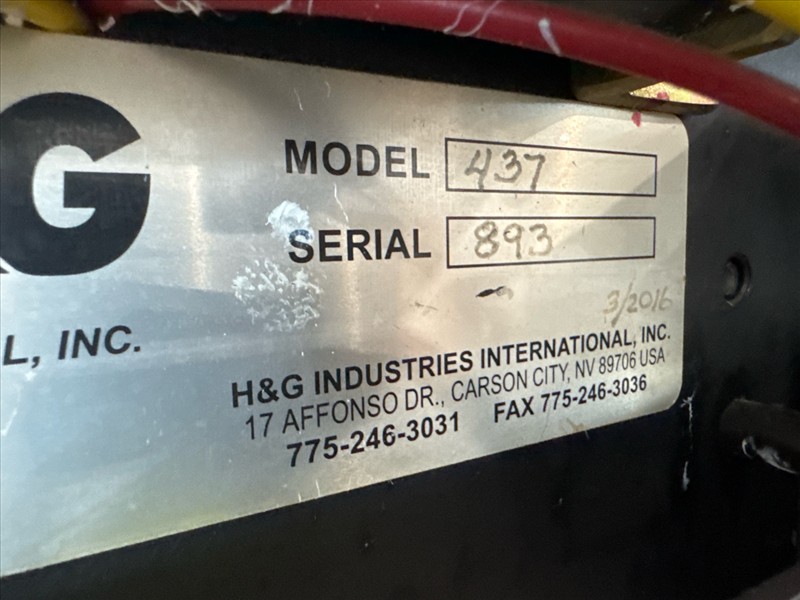 G
MODEL 437
SERIAL 893
3/2016
L, INC.
H&G INDUSTRIES INTERNATIONAL, INC.
17 AFFONSO DR., CARSON CITY, NV 89706 USA
775-246-3031 FAX 775-246-3036